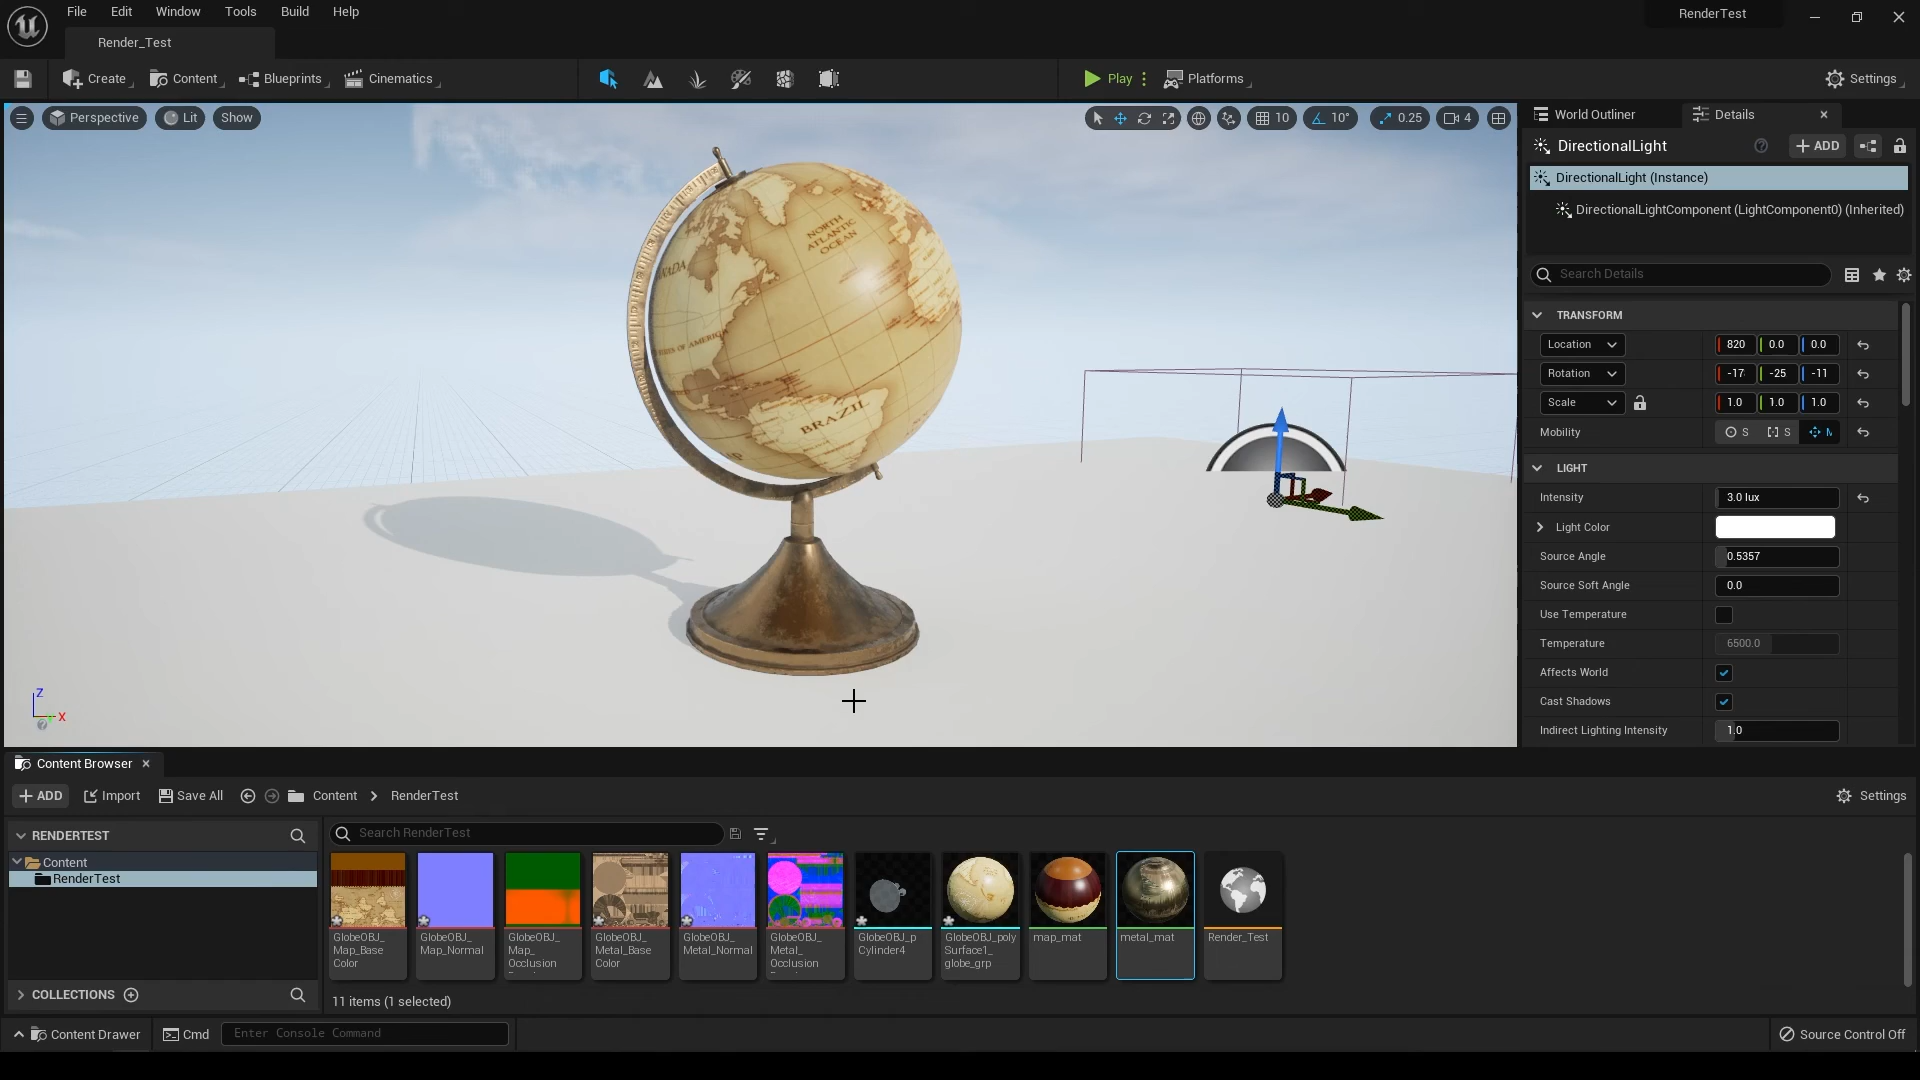 File Edit Window Tools Build Help
RenderTest
Render_Test
Create Content Blueprints Cinematics Play Platforms Settings
Perspective Lit Show 10 10° 0.25 4
World Outliner Details
DirectionalLight
ADD
DirectionalLight (Instance)
DirectionalLightComponent (LightComponent0) (Inherited)
Search Details
TRANSFORM
Location 820 0.0 0.0
Rotation -17 -25 -11
Scale 1.0 1.0 1.0
Mobility S S M
LIGHT
Intensity 3.0 lux
Light Color
Source Angle 0.5357
Source Soft Angle 0.0
Use Temperature
Temperature 6500.0
Affects World
Cast Shadows
Indirect Lighting Intensity 1.0
NORTH
ATLANTIC
OCEAN
OF AMERICA
BRAZIL
Z
X
Content Browser
ADD Import Save All Content RenderTest Settings
RENDERTEST
Content
RenderTest
COLLECTIONS
Search RenderTest
GlobeOBJ_
Map_Base
Color
GlobeOBJ_
Map_Normal
GlobeOBJ_
Map_
Occlusion
GlobeOBJ_
Metal_Base
Color
GlobeOBJ_
Metal_Normal
GlobeOBJ_
Metal_
Occlusion
GlobeOBJ_p
Cylinder4
GlobeOBJ_poly
Surface1_
globe_grp
map_mat
metal_mat
Render_Test
11 items (1 selected)
Content Drawer Cmd Enter Console Command Source Control Off